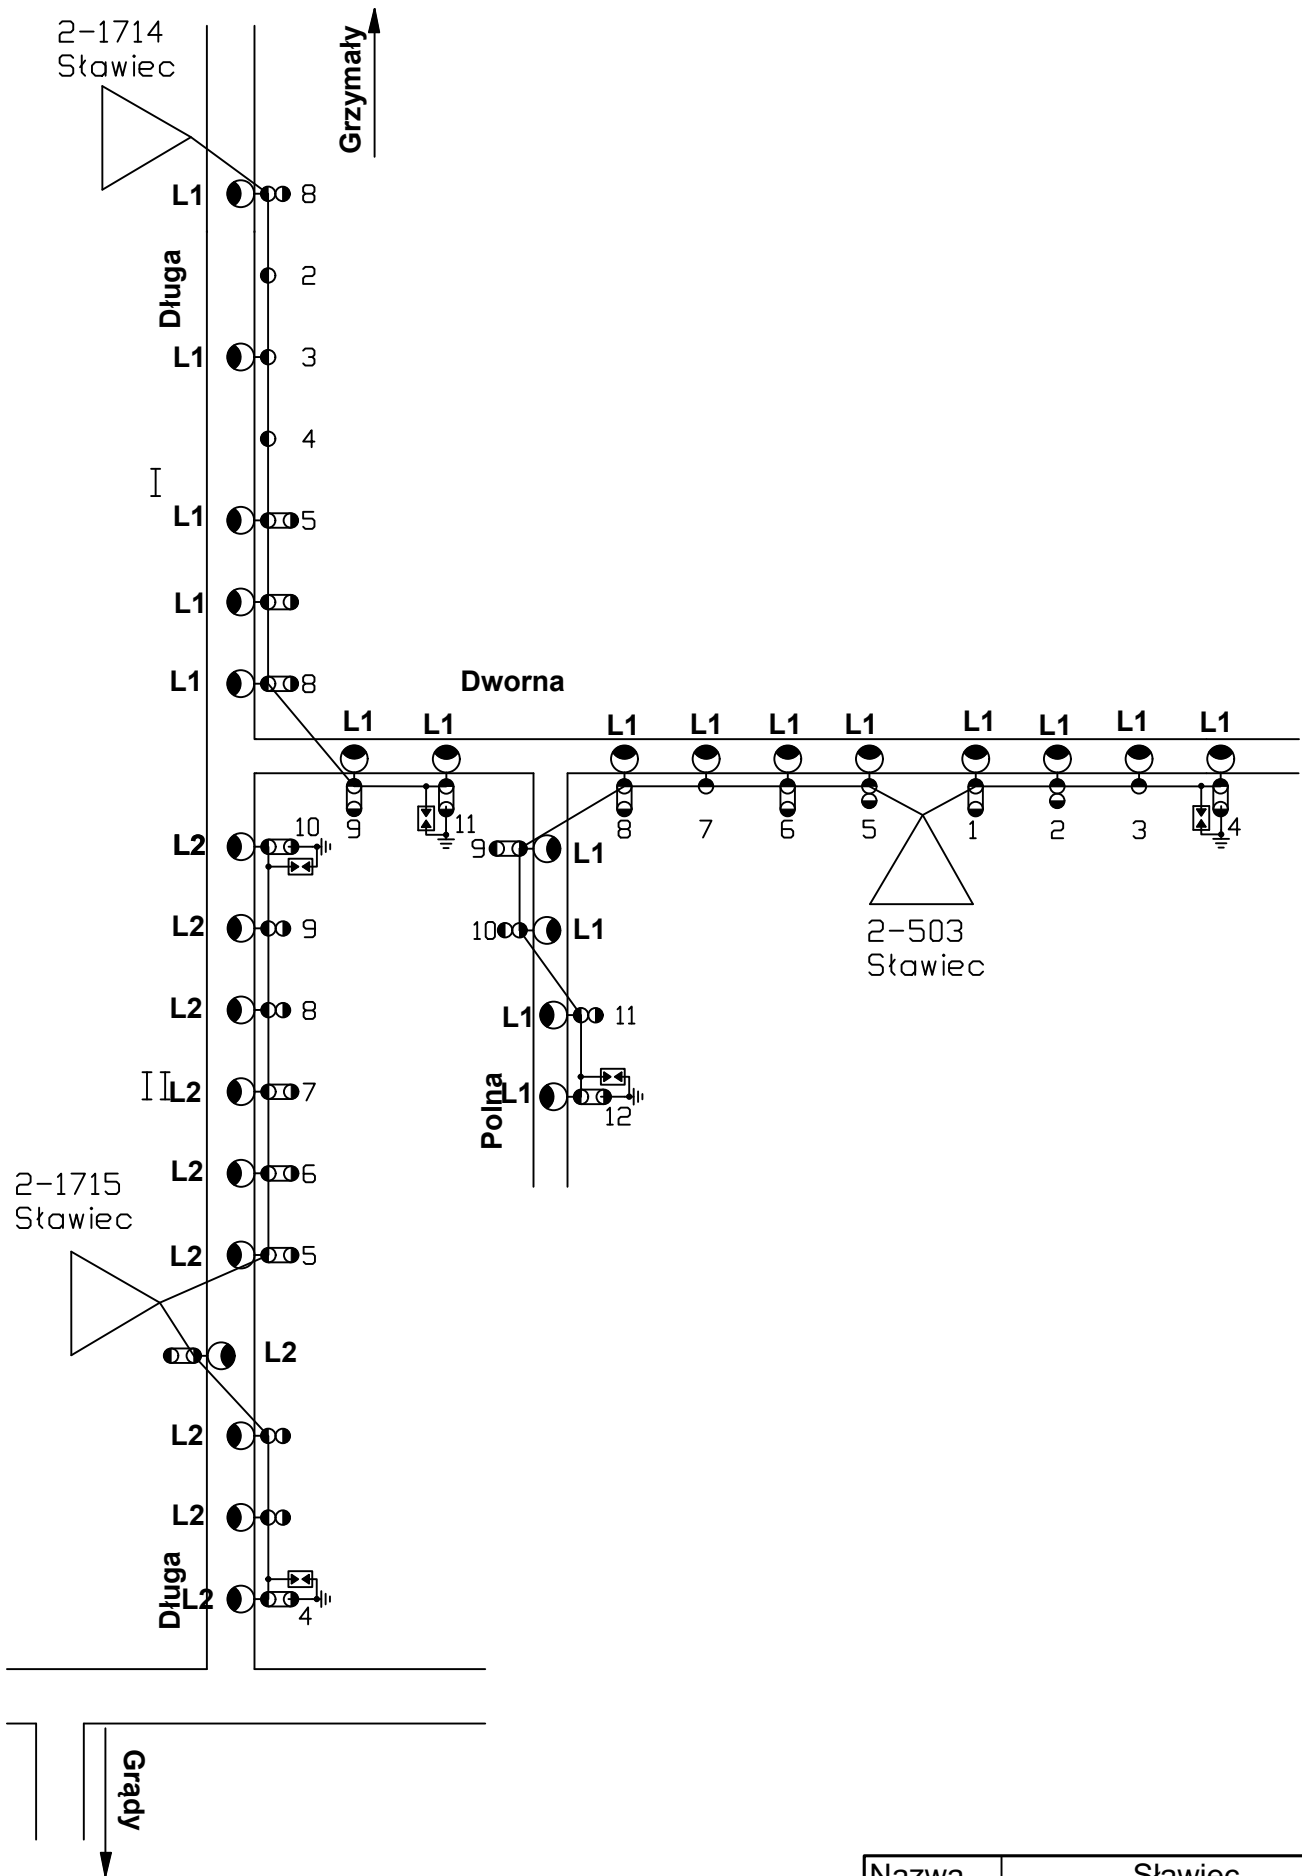 2-1714
Sławiec
Grzymały
L1 8
Długa
2
L1 3
4
I
L1 5
L1
L1 8
Dworna
L1 L1 L1 L1 L1 L1 L1 L1 L1 L1
9 11 8 7 6 5 1 2 3 4
L2 10
9 L1
2-503
Sławiec
L2 9
10 L1
L2 8
L1 11
II L2 7
Polna
L1 12
L2 6
2-1715
Sławiec
L2 5
L2
L2
L2
Długa
L2 4
Grądy
Nazwa Sławiec